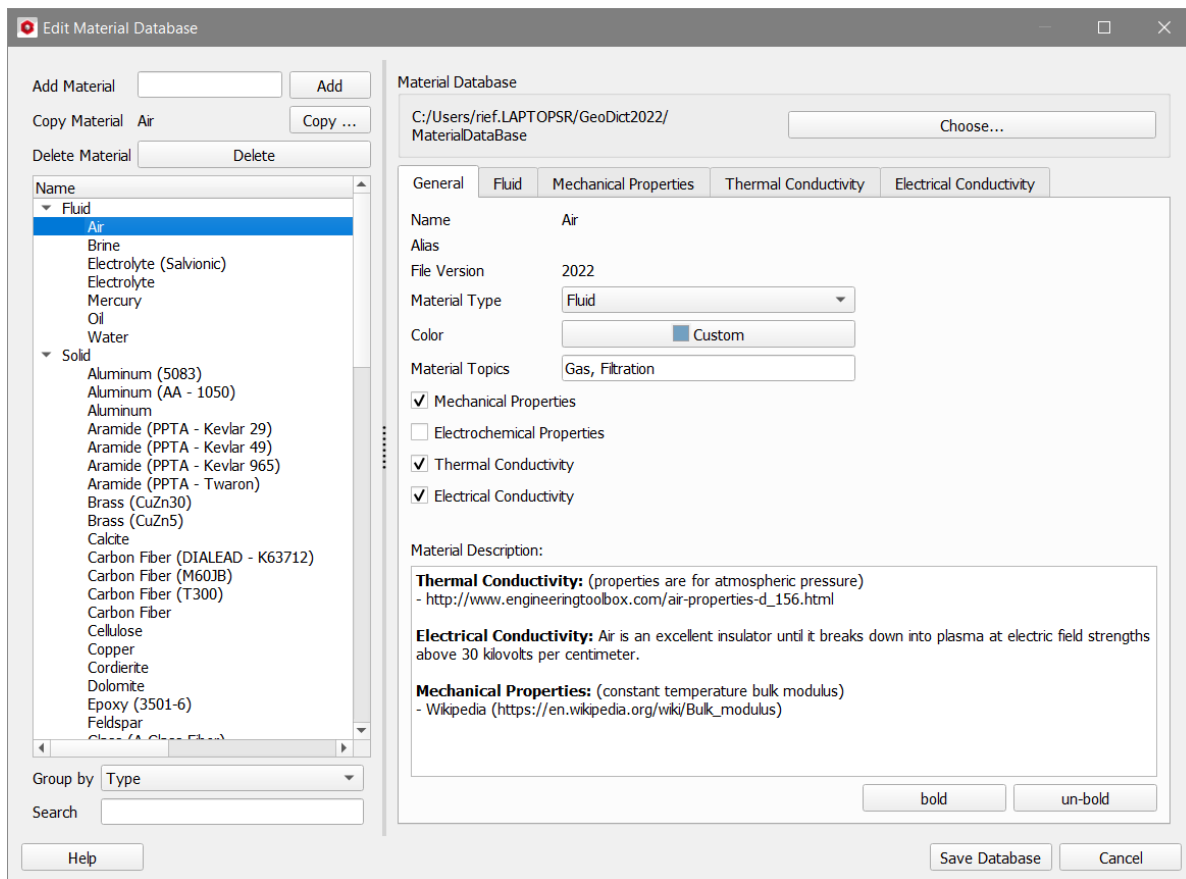 Edit Material Database
Add Material
Add
Copy Material Air
Copy ...
Delete Material
Delete
Name
Fluid
Air
Brine
Electrolyte (Salvionic)
Electrolyte
Mercury
Oil
Water
Solid
Aluminum (5083)
Aluminum (AA - 1050)
Aluminum
Aramide (PPTA - Kevlar 29)
Aramide (PPTA - Kevlar 49)
Aramide (PPTA - Kevlar 965)
Aramide (PPTA - Twaron)
Brass (CuZn30)
Brass (CuZn5)
Calcite
Carbon Fiber (DIALEAD - K63712)
Carbon Fiber (M60JB)
Carbon Fiber (T300)
Carbon Fiber
Cellulose
Copper
Cordierite
Dolomite
Epoxy (3501-6)
Feldspar
Group by Type
Search
Help
Material Database
C:/Users/rief.LAPTOPSR/GeoDict2022/
MaterialDataBase
Choose...
General Fluid Mechanical Properties Thermal Conductivity Electrical Conductivity
Name Air
Alias
File Version 2022
Material Type Fluid
Color Custom
Material Topics Gas, Filtration
Mechanical Properties
Electrochemical Properties
Thermal Conductivity
Electrical Conductivity
Material Description:
Thermal Conductivity: (properties are for atmospheric pressure)
- http://www.engineeringtoolbox.com/air-properties-d_156.html
Electrical Conductivity: Air is an excellent insulator until it breaks down into plasma at electric field strengths
above 30 kilovolts per centimeter.
Mechanical Properties: (constant temperature bulk modulus)
- Wikipedia (https://en.wikipedia.org/wiki/Bulk_modulus)
bold un-bold
Save Database Cancel